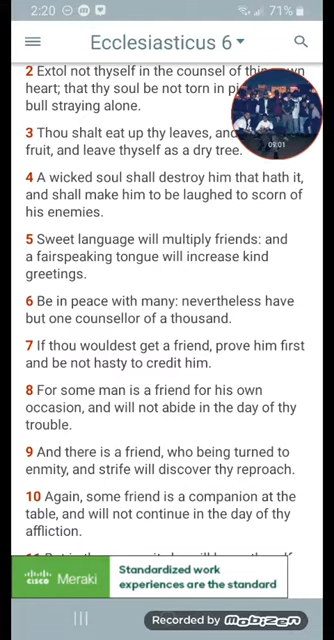 2:20
71%
Ecclesiasticus 6
2 Extol not thyself in the counsel of thine own
heart; that thy soul be not torn in
bull straying alone.
3 Thou shalt eat up thy leaves, and
fruit, and leave thyself as a dry tree.
09:01
4 A wicked soul shall destroy him that hath it,
and shall make him to be laughed to scorn of
his enemies.
5 Sweet language will multiply friends: and
a fairspeaking tongue will increase kind
greetings.
6 Be in peace with many: nevertheless have
but one counsellor of a thousand.
7 If thou wouldest get a friend, prove him first
and be not hasty to credit him.
8 For some man is a friend for his own
occasion, and will not abide in the day of thy
trouble.
9 And there is a friend, who being turned to
enmity, and strife will discover thy reproach.
10 Again, some friend is a companion at the
table, and will not continue in the day of thy
affliction.
CISCO Meraki
Standardized work
experiences are the standard
Recorded by mobizen